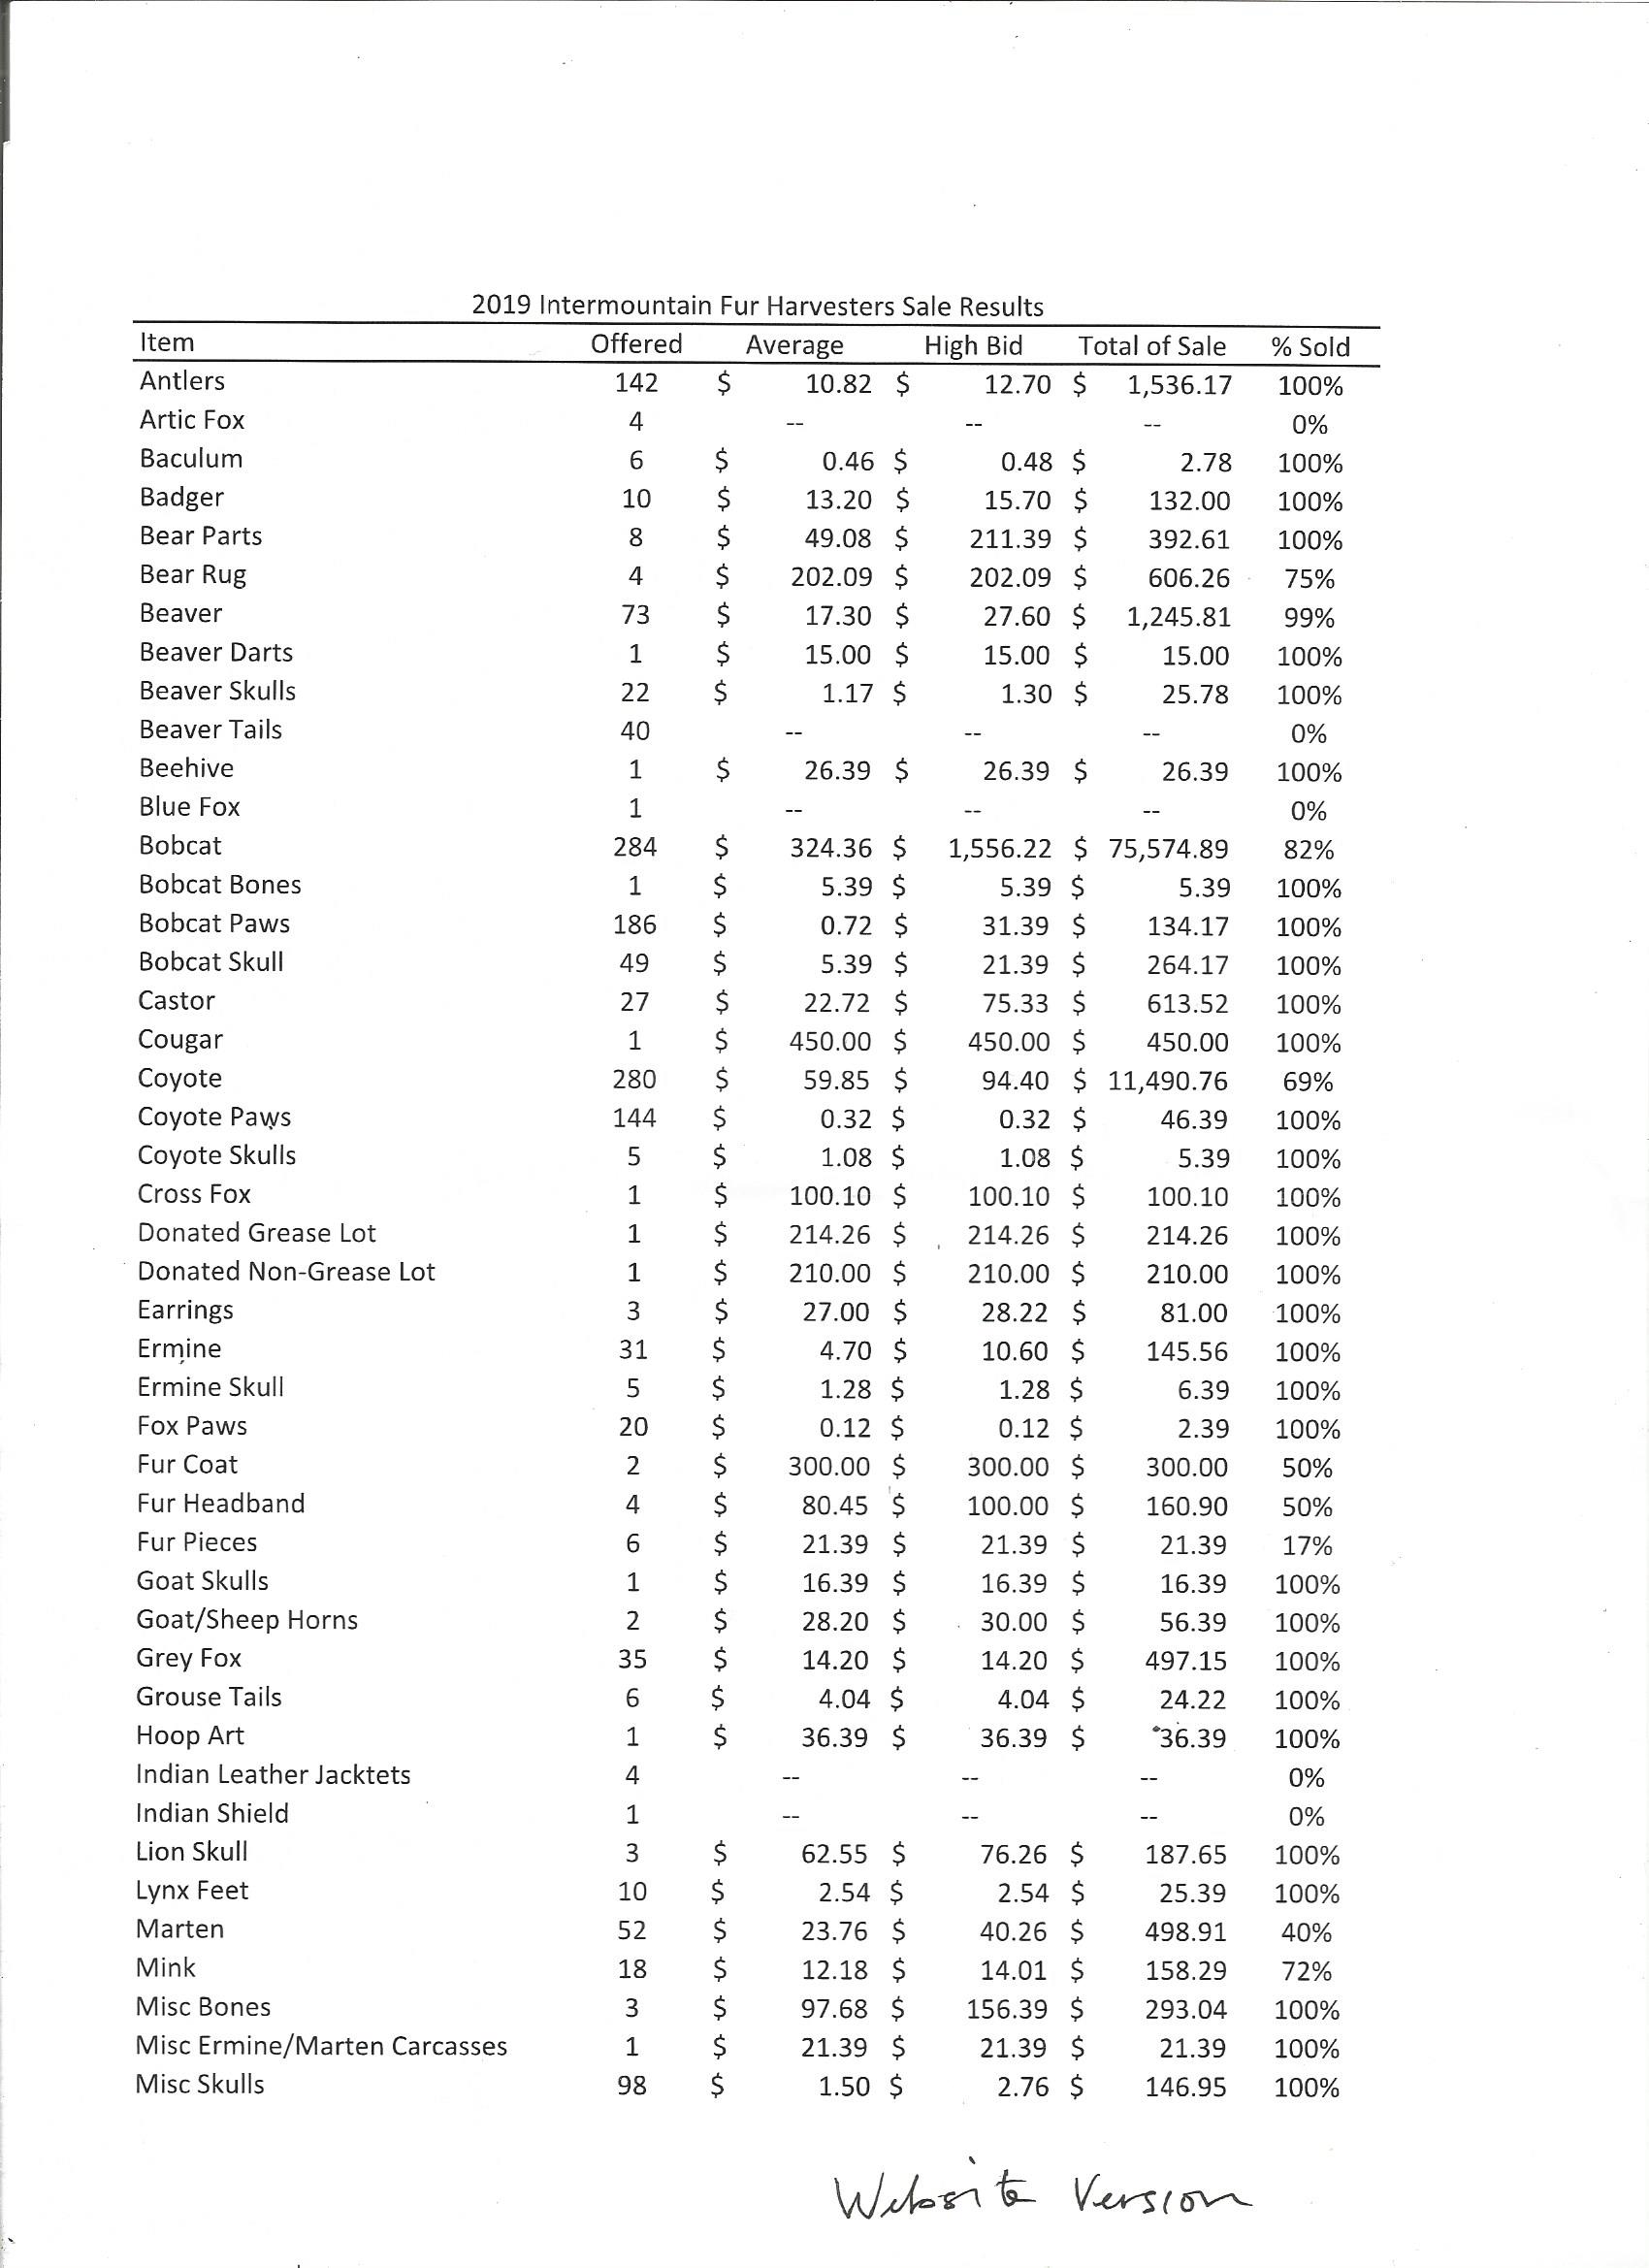 2019 Intermountain Fur Harvesters Sale Results
Item Offered Average High Bid Total of Sale % Sold
Antlers 142 $ 10.82 $ 12.70 $ 1,536.17 100%
Artic Fox 4 -- -- -- 0%
Baculum 6 $ 0.46 $ 0.48 $ 2.78 100%
Badger 10 $ 13.20 $ 15.70 $ 132.00 100%
Bear Parts 8 $ 49.08 $ 211.39 $ 392.61 100%
Bear Rug 4 $ 202.09 $ 202.09 $ 606.26 75%
Beaver 73 $ 17.30 $ 27.60 $ 1,245.81 99%
Beaver Darts 1 $ 15.00 $ 15.00 $ 15.00 100%
Beaver Skulls 22 $ 1.17 $ 1.30 $ 25.78 100%
Beaver Tails 40 -- -- -- 0%
Beehive 1 $ 26.39 $ 26.39 $ 26.39 100%
Blue Fox 1 -- -- -- 0%
Bobcat 284 $ 324.36 $ 1,556.22 $ 75,574.89 82%
Bobcat Bones 1 $ 5.39 $ 5.39 $ 5.39 100%
Bobcat Paws 186 $ 0.72 $ 31.39 $ 134.17 100%
Bobcat Skull 49 $ 5.39 $ 21.39 $ 264.17 100%
Castor 27 $ 22.72 $ 75.33 $ 613.52 100%
Cougar 1 $ 450.00 $ 450.00 $ 450.00 100%
Coyote 280 $ 59.85 $ 94.40 $ 11,490.76 69%
Coyote Paws 144 $ 0.32 $ 0.32 $ 46.39 100%
Coyote Skulls 5 $ 1.08 $ 1.08 $ 5.39 100%
Cross Fox 1 $ 100.10 $ 100.10 $ 100.10 100%
Donated Grease Lot 1 $ 214.26 $ 214.26 $ 214.26 100%
Donated Non-Grease Lot 1 $ 210.00 $ 210.00 $ 210.00 100%
Earrings 3 $ 27.00 $ 28.22 $ 81.00 100%
Ermine 31 $ 4.70 $ 10.60 $ 145.56 100%
Ermine Skull 5 $ 1.28 $ 1.28 $ 6.39 100%
Fox Paws 20 $ 0.12 $ 0.12 $ 2.39 100%
Fur Coat 2 $ 300.00 $ 300.00 $ 300.00 50%
Fur Headband 4 $ 80.45 $ 100.00 $ 160.90 50%
Fur Pieces 6 $ 21.39 $ 21.39 $ 21.39 17%
Goat Skulls 1 $ 16.39 $ 16.39 $ 16.39 100%
Goat/Sheep Horns 2 $ 28.20 $ 30.00 $ 56.39 100%
Grey Fox 35 $ 14.20 $ 14.20 $ 497.15 100%
Grouse Tails 6 $ 4.04 $ 4.04 $ 24.22 100%
Hoop Art 1 $ 36.39 $ 36.39 $ 36.39 100%
Indian Leather Jacktets 4 -- -- -- 0%
Indian Shield 1 -- -- -- 0%
Lion Skull 3 $ 62.55 $ 76.26 $ 187.65 100%
Lynx Feet 10 $ 2.54 $ 2.54 $ 25.39 100%
Marten 52 $ 23.76 $ 40.26 $ 498.91 40%
Mink 18 $ 12.18 $ 14.01 $ 158.29 72%
Misc Bones 3 $ 97.68 $ 156.39 $ 293.04 100%
Misc Ermine/Marten Carcasses 1 $ 21.39 $ 21.39 $ 21.39 100%
Misc Skulls 98 $ 1.50 $ 2.76 $ 146.95 100%
Website Version